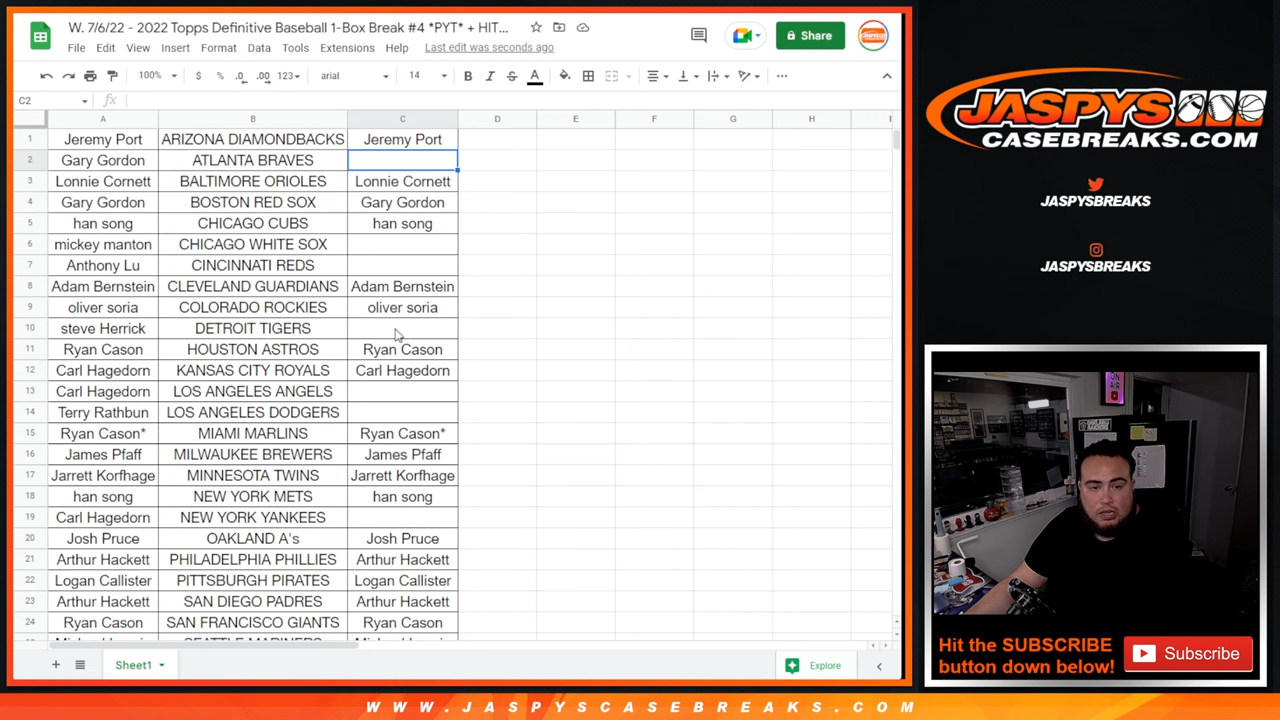 W. 7/6/22 - 2022 Topps Definitive Baseball 1-Box Break #4 *PYT* + HIT...
File Edit View Insert Format Data Tools Extensions Help Last edit was seconds ago
Share
100% $ % .0 .00 123 arial 14 B I S A
C2 fx
A B C D E F G H I
1 Jeremy Port ARIZONA DIAMONDBACKS Jeremy Port
2 Gary Gordon ATLANTA BRAVES
3 Lonnie Cornett BALTIMORE ORIOLES Lonnie Cornett
4 Gary Gordon BOSTON RED SOX Gary Gordon
5 han song CHICAGO CUBS han song
6 mickey manton CHICAGO WHITE SOX
7 Anthony Lu CINCINNATI REDS
8 Adam Bernstein CLEVELAND GUARDIANS Adam Bernstein
9 oliver soria COLORADO ROCKIES oliver soria
10 steve Herrick DETROIT TIGERS
11 Ryan Cason HOUSTON ASTROS Ryan Cason
12 Carl Hagedorn KANSAS CITY ROYALS Carl Hagedorn
13 Carl Hagedorn LOS ANGELES ANGELS
14 Terry Rathbun LOS ANGELES DODGERS
15 Ryan Cason* MIAMI MARLINS Ryan Cason*
16 James Pfaff MILWAUKEE BREWERS James Pfaff
17 Jarrett Korfhage MINNESOTA TWINS Jarrett Korfhage
18 han song NEW YORK METS han song
19 Carl Hagedorn NEW YORK YANKEES
20 Josh Pruce OAKLAND A's Josh Pruce
21 Arthur Hackett PHILADELPHIA PHILLIES Arthur Hackett
22 Logan Callister PITTSBURGH PIRATES Logan Callister
23 Arthur Hackett SAN DIEGO PADRES Arthur Hackett
24 Ryan Cason SAN FRANCISCO GIANTS Ryan Cason
SEATTLE MARINERS
Sheet1
Explore
JASPYS
CASEBREAKS.COM
JASPYSBREAKS
JASPYSBREAKS
ON AIR
Hit the SUBSCRIBE
button down below!
Subscribe
WWW.JASPYSCASEBREAKS.COM